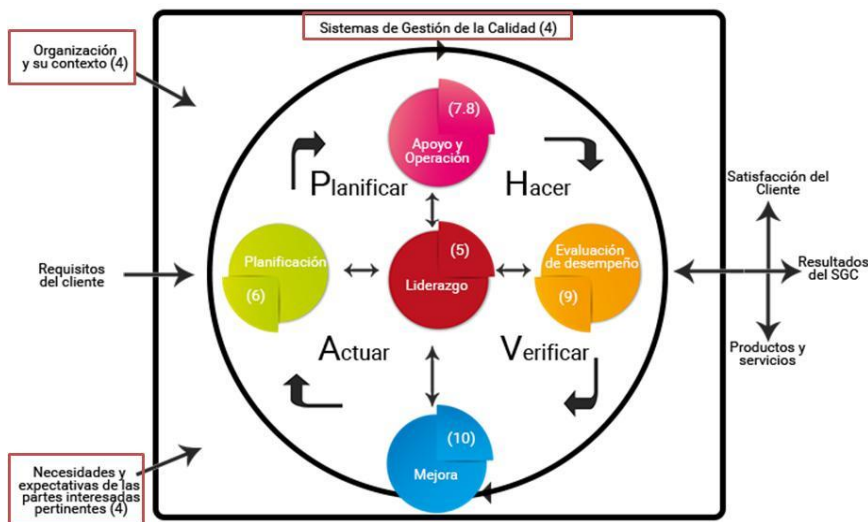 Sistemas de Gestión de la Calidad (4)
Organización
y su contexto (4)
(7.8)
Apoyo y
Operación
Planificar
Hacer
Satisfacción del
Cliente
Requisitos
del cliente
Planificación
(6)
(5)
Liderazgo
Evaluación
de desempeño
(9)
Resultados
del SGC
Actuar
Verificar
Productos y
servicios
(10)
Mejora
Necesidades y
expectativas de las
partes interesadas
pertinentes (4)